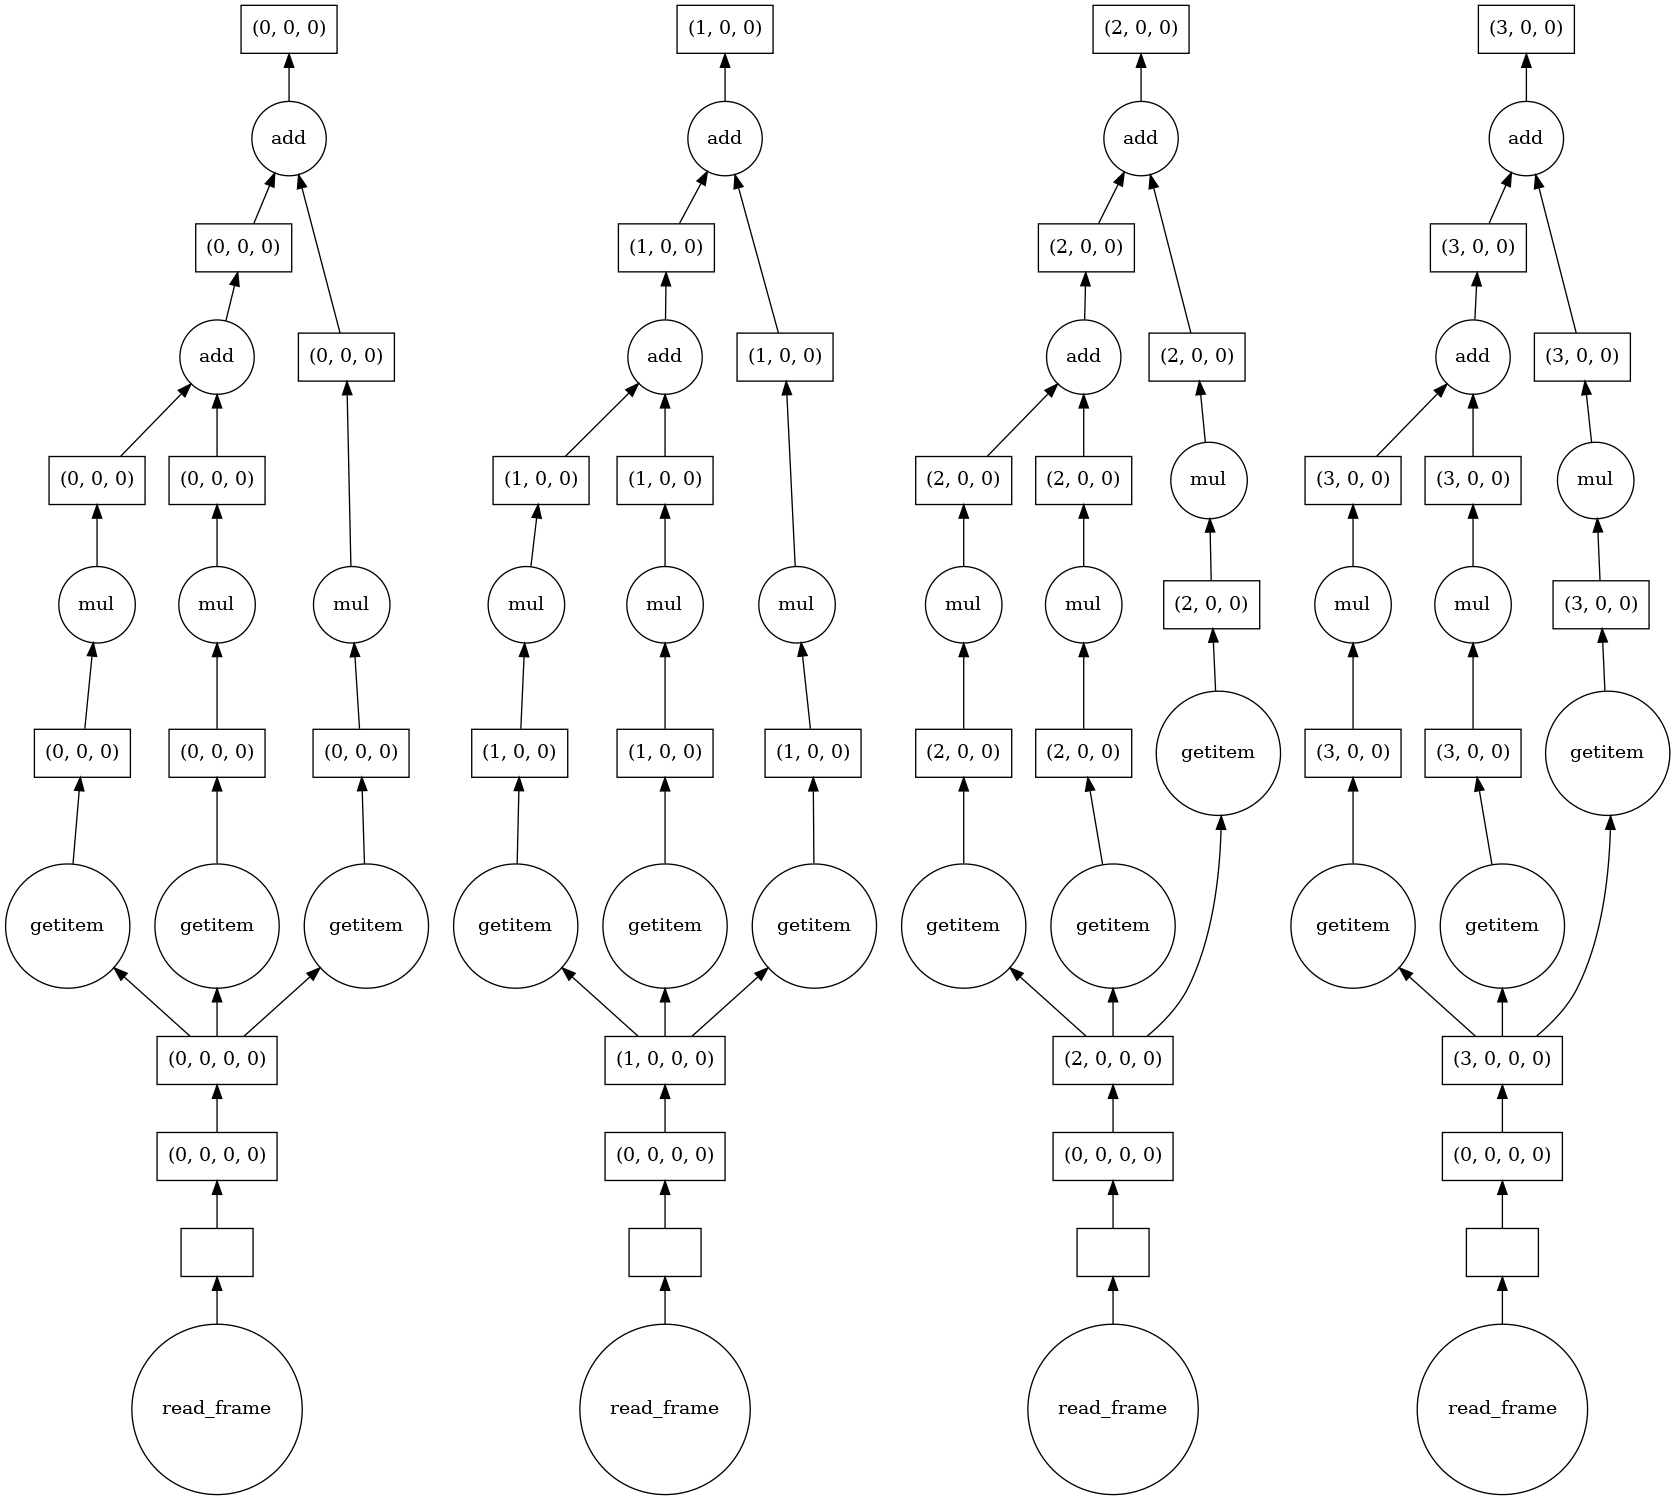 (0, 0, 0)
(1, 0, 0)
(2, 0, 0)
(3, 0, 0)
add
add
add
add
(0, 0, 0)
(1, 0, 0)
(2, 0, 0)
(3, 0, 0)
add
(0, 0, 0)
add
(1, 0, 0)
add
(2, 0, 0)
add
(3, 0, 0)
(0, 0, 0)
(0, 0, 0)
(1, 0, 0)
(1, 0, 0)
(2, 0, 0)
(2, 0, 0)
mul
(3, 0, 0)
(3, 0, 0)
mul
mul
mul
mul
mul
mul
mul
mul
mul
(2, 0, 0)
mul
mul
(3, 0, 0)
(0, 0, 0)
(0, 0, 0)
(0, 0, 0)
(1, 0, 0)
(1, 0, 0)
(1, 0, 0)
(2, 0, 0)
(2, 0, 0)
getitem
(3, 0, 0)
(3, 0, 0)
getitem
getitem
getitem
getitem
getitem
getitem
getitem
getitem
getitem
getitem
getitem
(0, 0, 0, 0)
(1, 0, 0, 0)
(2, 0, 0, 0)
(3, 0, 0, 0)
(0, 0, 0, 0)
(0, 0, 0, 0)
(0, 0, 0, 0)
(0, 0, 0, 0)
read_frame
read_frame
read_frame
read_frame